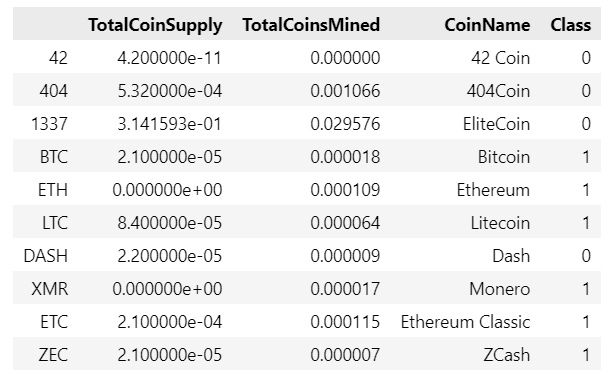 TotalCoinSupply TotalCoinsMined CoinName Class
42 4.200000e-11 0.000000 42 Coin 0
404 5.320000e-04 0.001066 404Coin 0
1337 3.141593e-01 0.029576 EliteCoin 0
BTC 2.100000e-05 0.000018 Bitcoin 1
ETH 0.000000e+00 0.000109 Ethereum 1
LTC 8.400000e-05 0.000064 Litecoin 1
DASH 2.200000e-05 0.000009 Dash 0
XMR 0.000000e+00 0.000017 Monero 1
ETC 2.100000e-04 0.000115 Ethereum Classic 1
ZEC 2.100000e-05 0.000007 ZCash 1